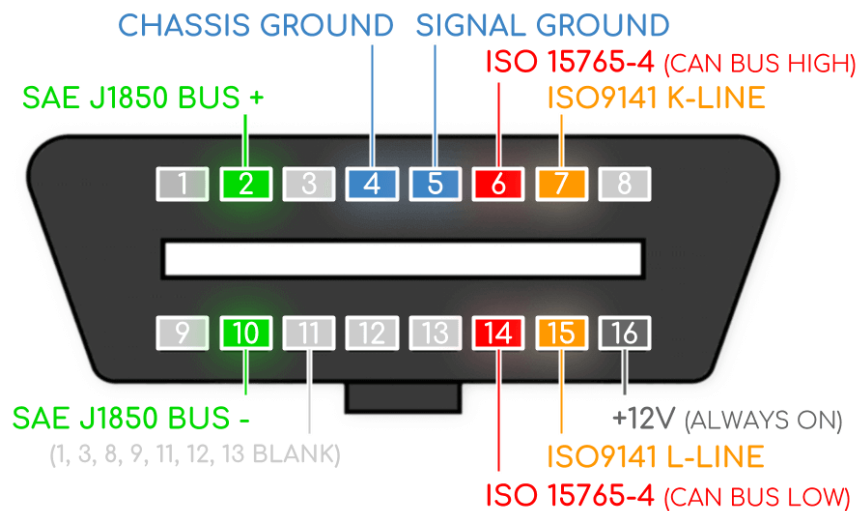 CHASSIS GROUND SIGNAL GROUND
ISO 15765-4 (CAN BUS HIGH)
SAE J1850 BUS + ISO9141 K-LINE
1 2 3 4 5 6 7 8
9 10 11 12 13 14 15 16
SAE J1850 BUS - +12V (ALWAYS ON)
(1, 3, 8, 9, 11, 12, 13 BLANK) ISO9141 L-LINE
ISO 15765-4 (CAN BUS LOW)